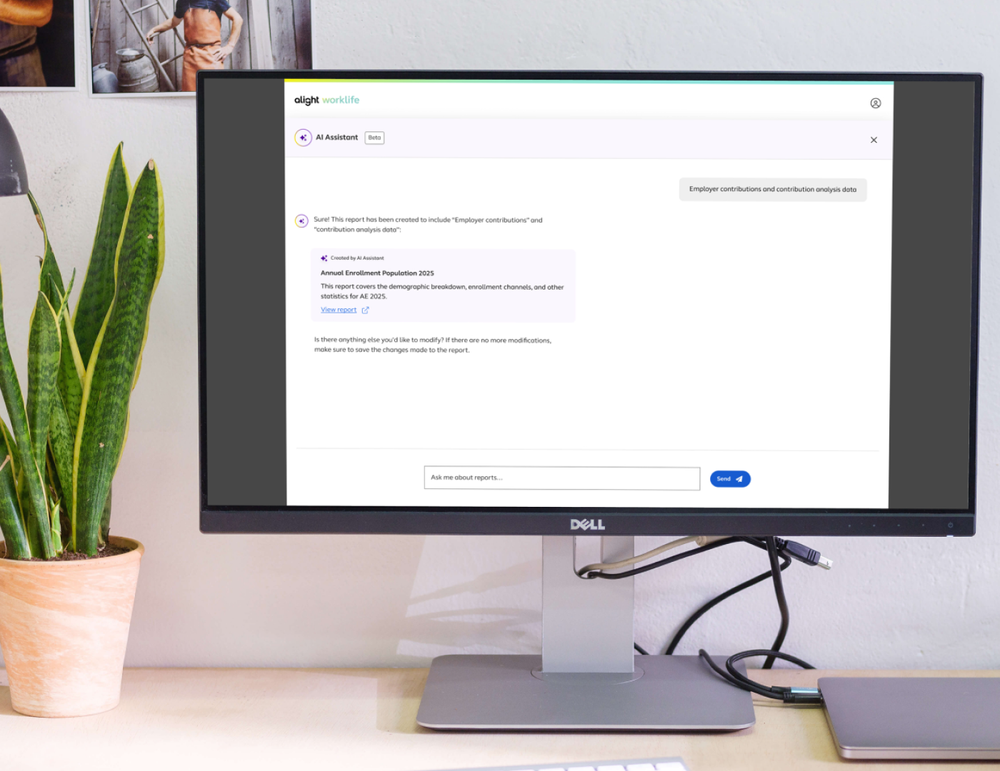 alight worklife
AI Assistant Beta
Employer contributions and contribution analysis data
Sure! This report has been created to include "Employer contributions" and
"contribution analysis data":
Created by AI Assistant
Annual Enrollment Population 2025
This report covers the demographic breakdown, enrollment channels, and other
statistics for AE 2025.
View report
Is there anything else you'd like to modify? If there are no more modifications,
make sure to save the changes made to the report.
Ask me about reports...
Send
DELL